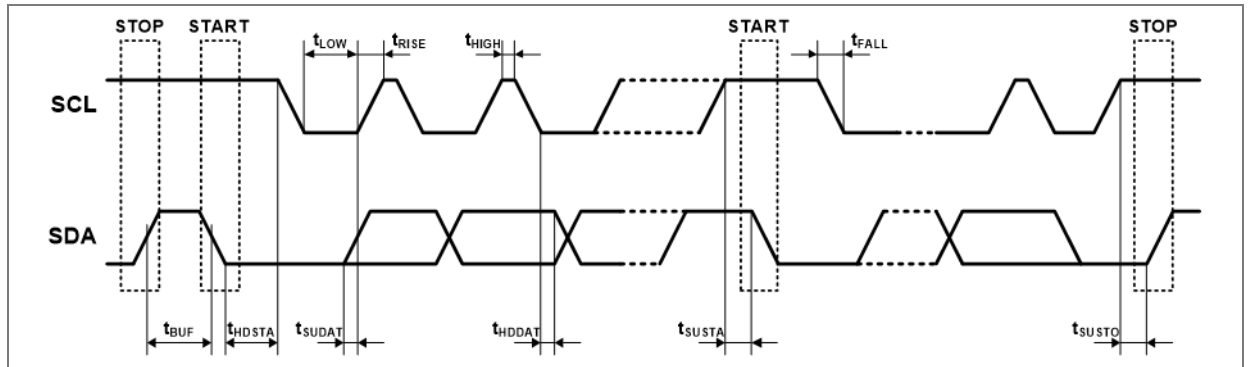 STOP START START STOP
tLOW tRISE tHIGH tFALL
SCL
SDA
tBUF tHDSTA tSUDAT tHDDAT tSUSTA tSUSTO